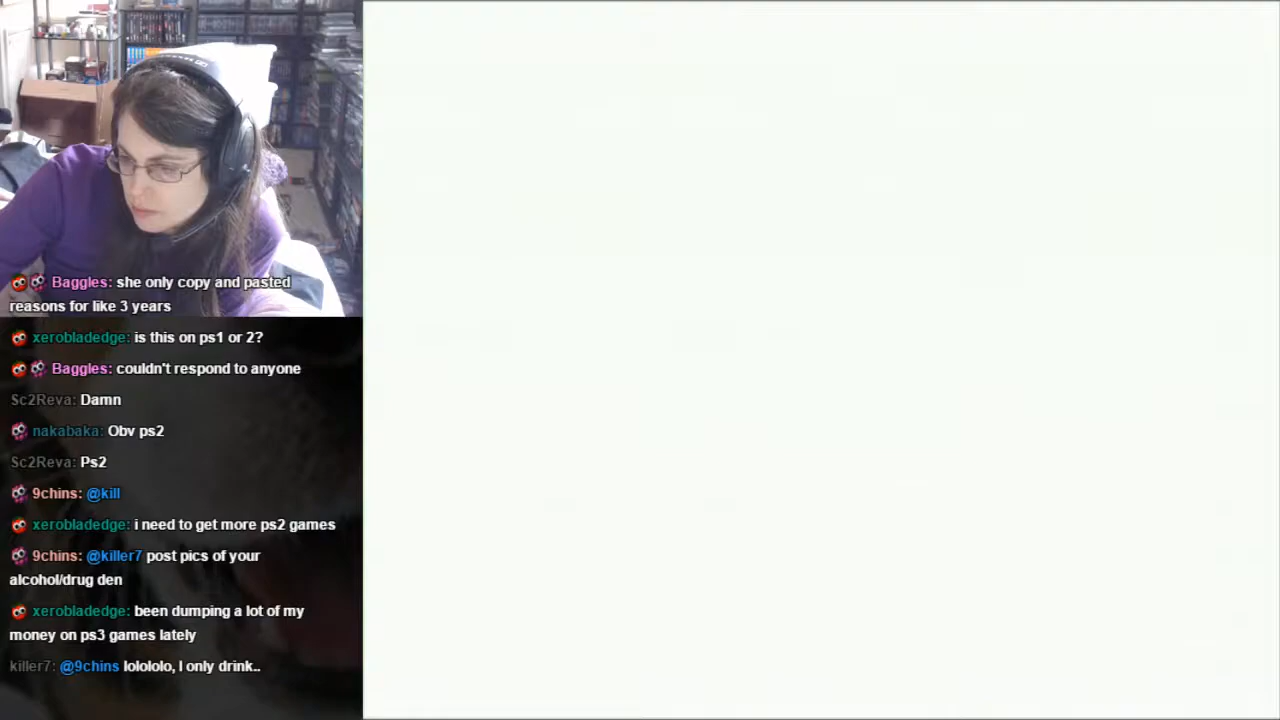 Baggles: she only copy and pasted
reasons for like 3 years
xerobladedge: is this on ps1 or 2?
Baggles: couldn't respond to anyone
Sc2Reva: Damn
nakabaka: Obv ps2
Sc2Reva: Ps2
9chins: @kill
xerobladedge: i need to get more ps2 games
9chins: @killer7 post pics of your
alcohol/drug den
xerobladedge: been dumping a lot of my
money on ps3 games lately
killer7: @9chins lolololo, I only drink..